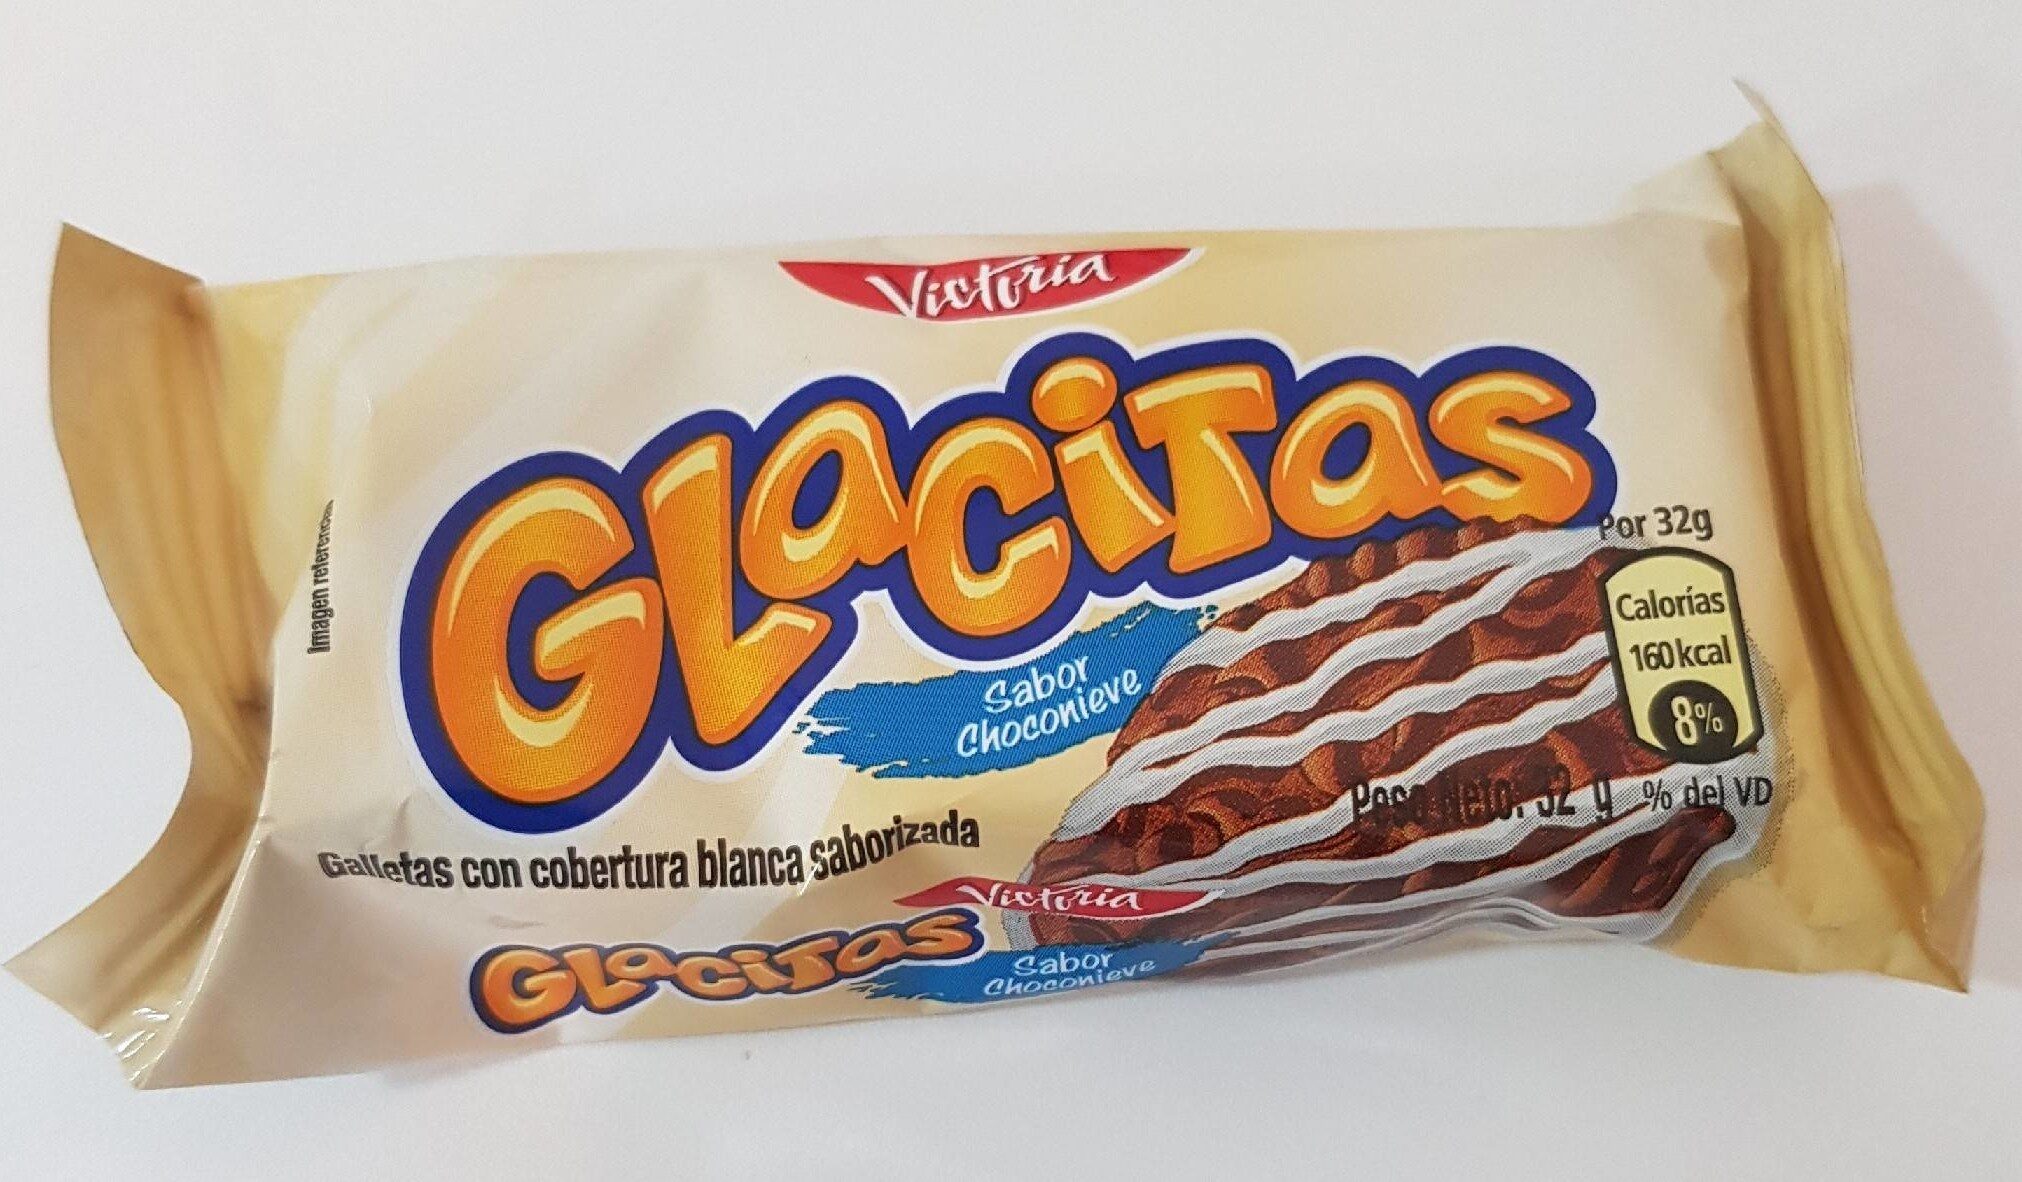 Victoria
GLaciTas
Por 32g
Calorías
160 kcal
8%
% del VD
Sabor
Choconieve
Peso Neto: 32 g
Imagen
Galletas con cobertura blanca saborizada
Victoria
GLaciTas
Sabor
Choconieve